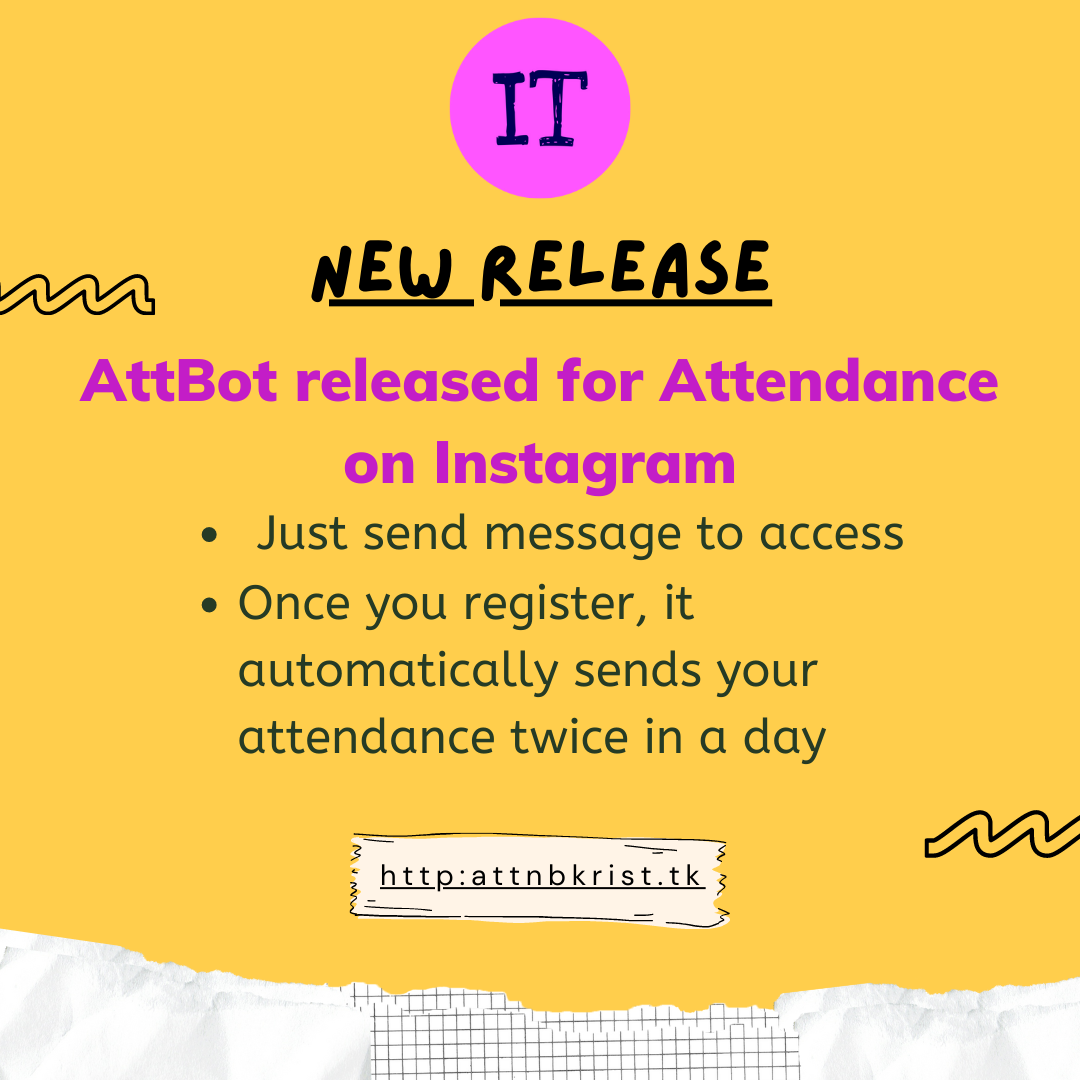 IT
NEW RELEASE
AttBot released for Attendance
on Instagram
• Just send message to access
• Once you register, it
automatically sends your
attendance twice in a day
http:attnbkrist.tk